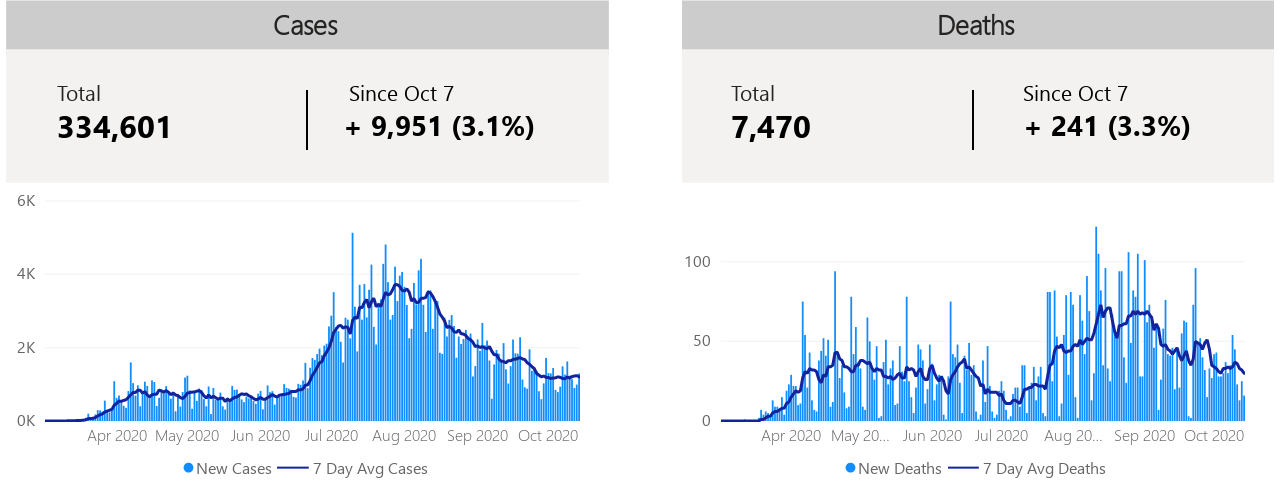 Cases
Total
334,601
Since Oct 7
+ 9,951 (3.1%)
6K
4K
2K
0K
Apr 2020 May 2020 Jun 2020 Jul 2020 Aug 2020 Sep 2020 Oct 2020
New Cases 7 Day Avg Cases
Deaths
Total
7,470
Since Oct 7
+ 241 (3.3%)
100
50
0
Apr 2020 May 20... Jun 2020 Jul 2020 Aug 20... Sep 2020 Oct 2020
New Deaths 7 Day Avg Deaths